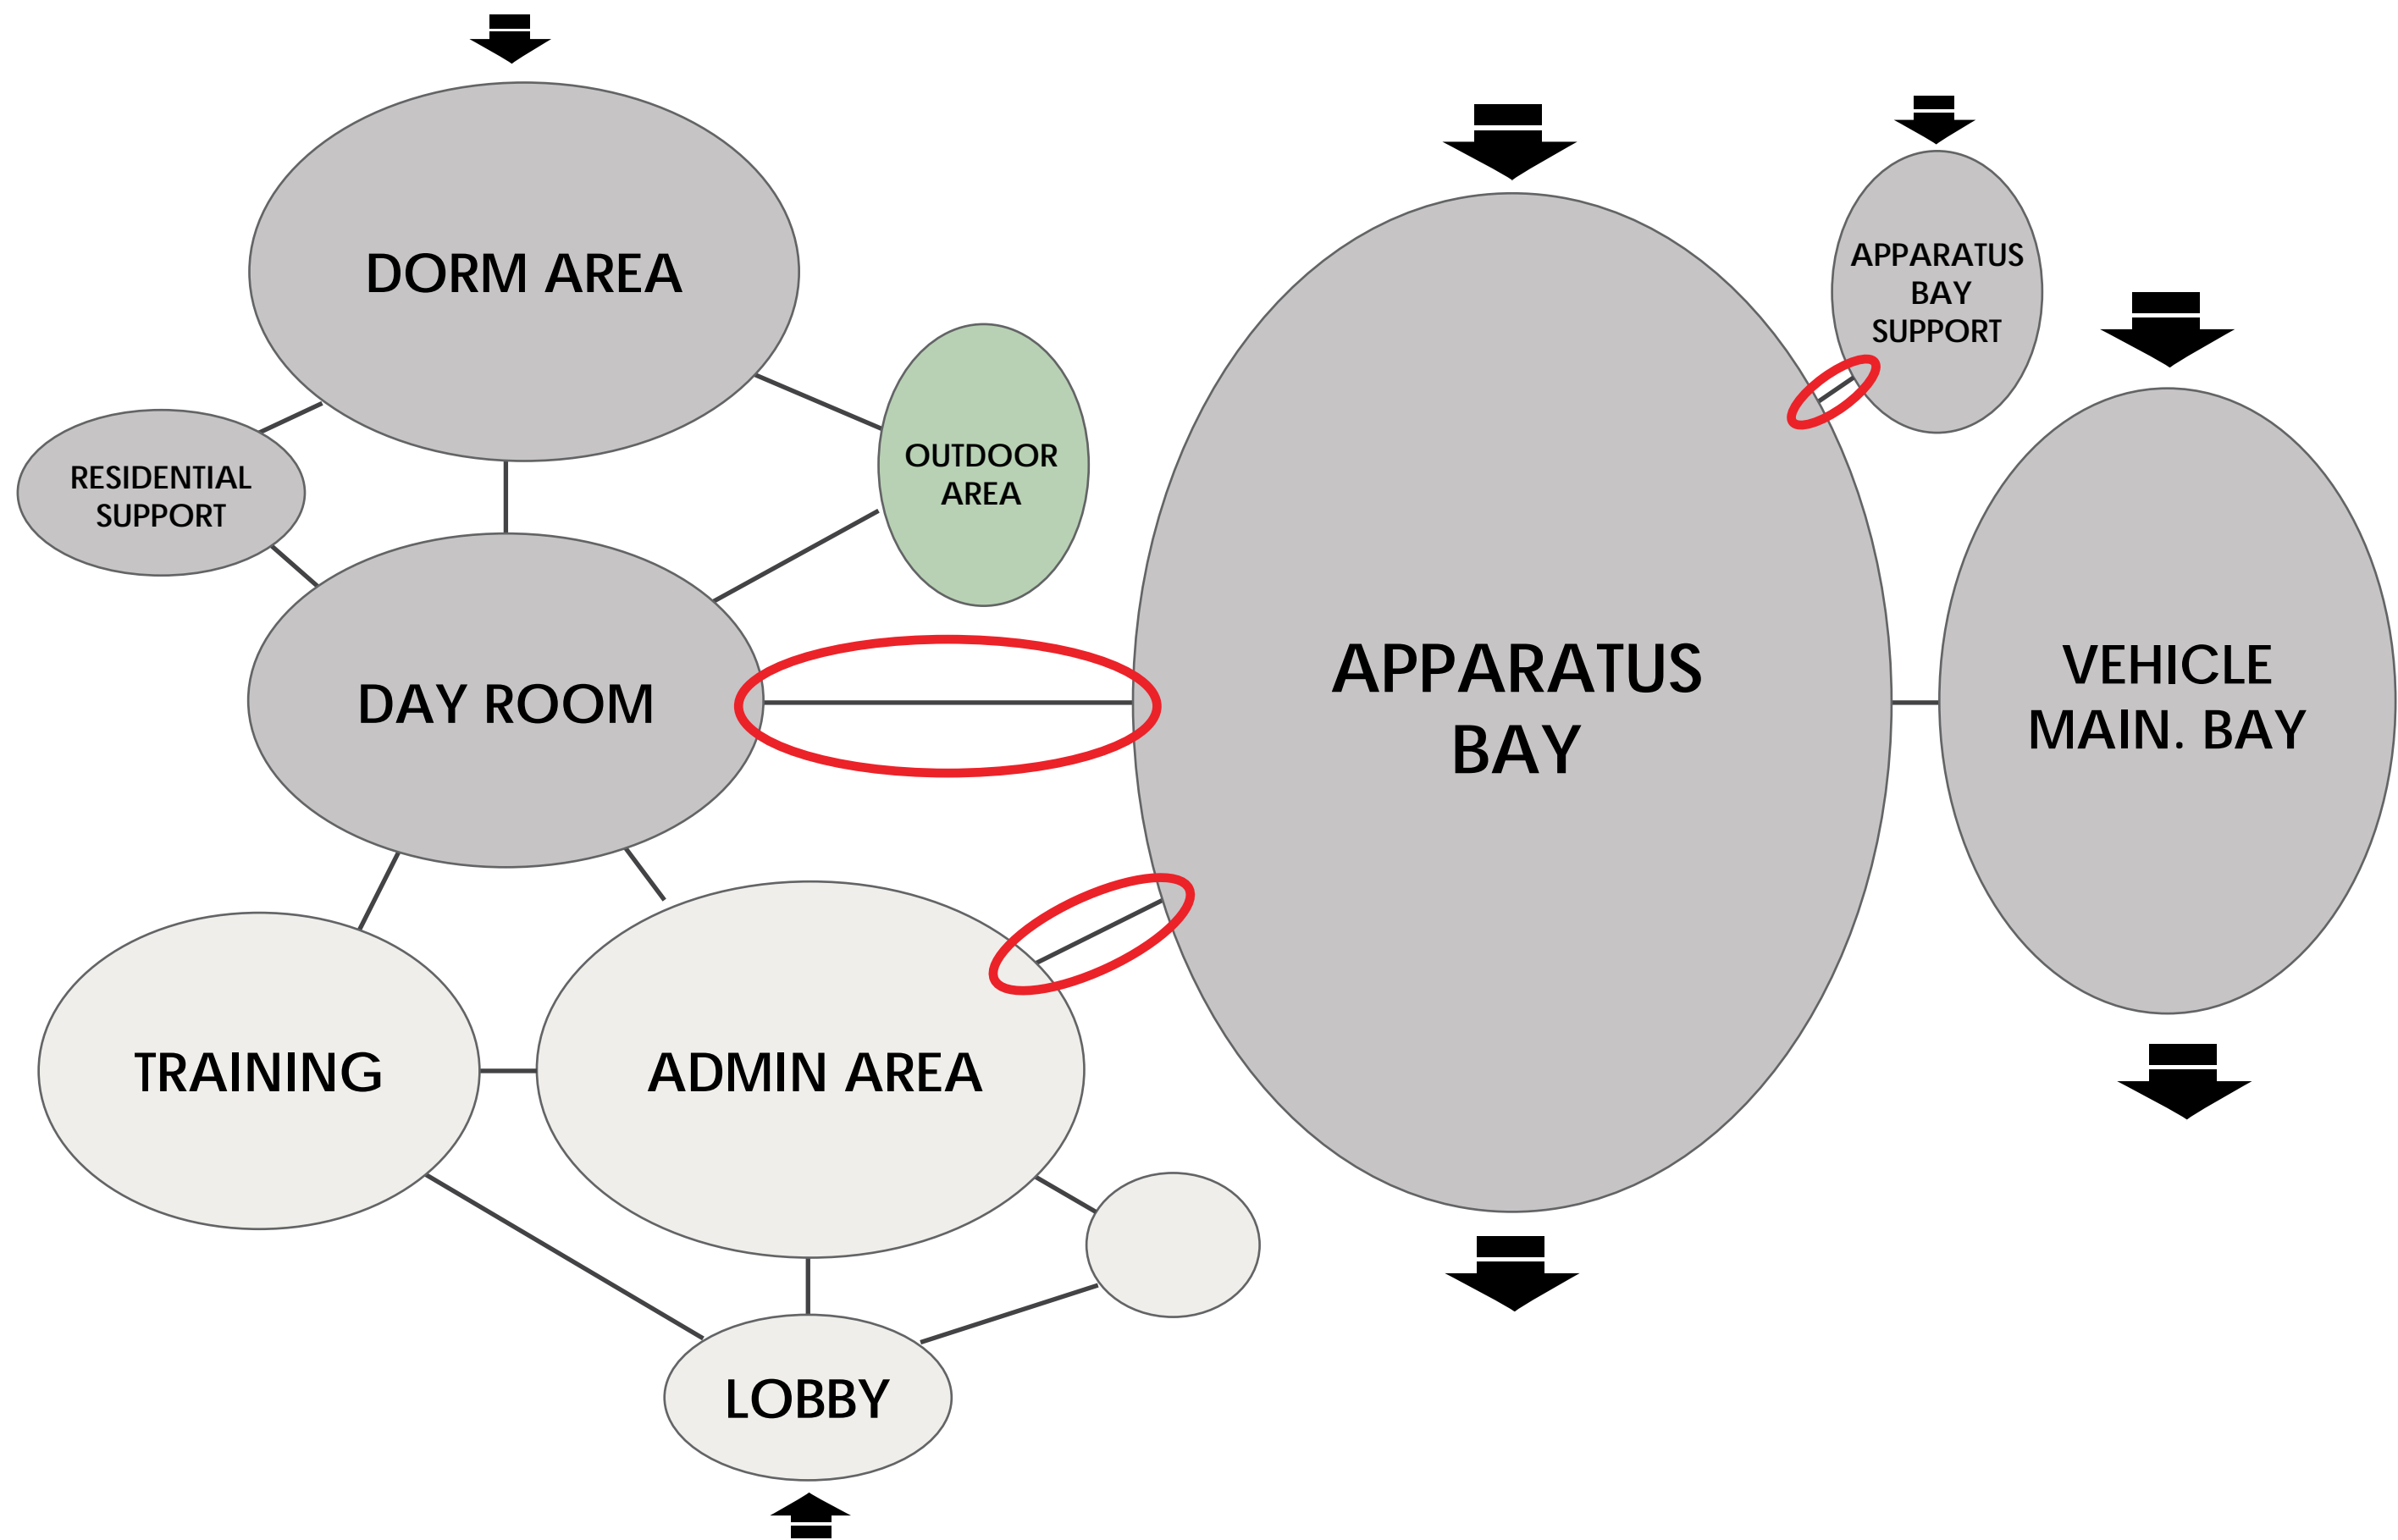 DORM AREA
APPARATUS
BAY
SUPPORT
RESIDENTIAL
SUPPORT
OUTDOOR
AREA
DAY ROOM
APPARATUS
BAY
VEHICLE
MAIN. BAY
TRAINING
ADMIN AREA
LOBBY